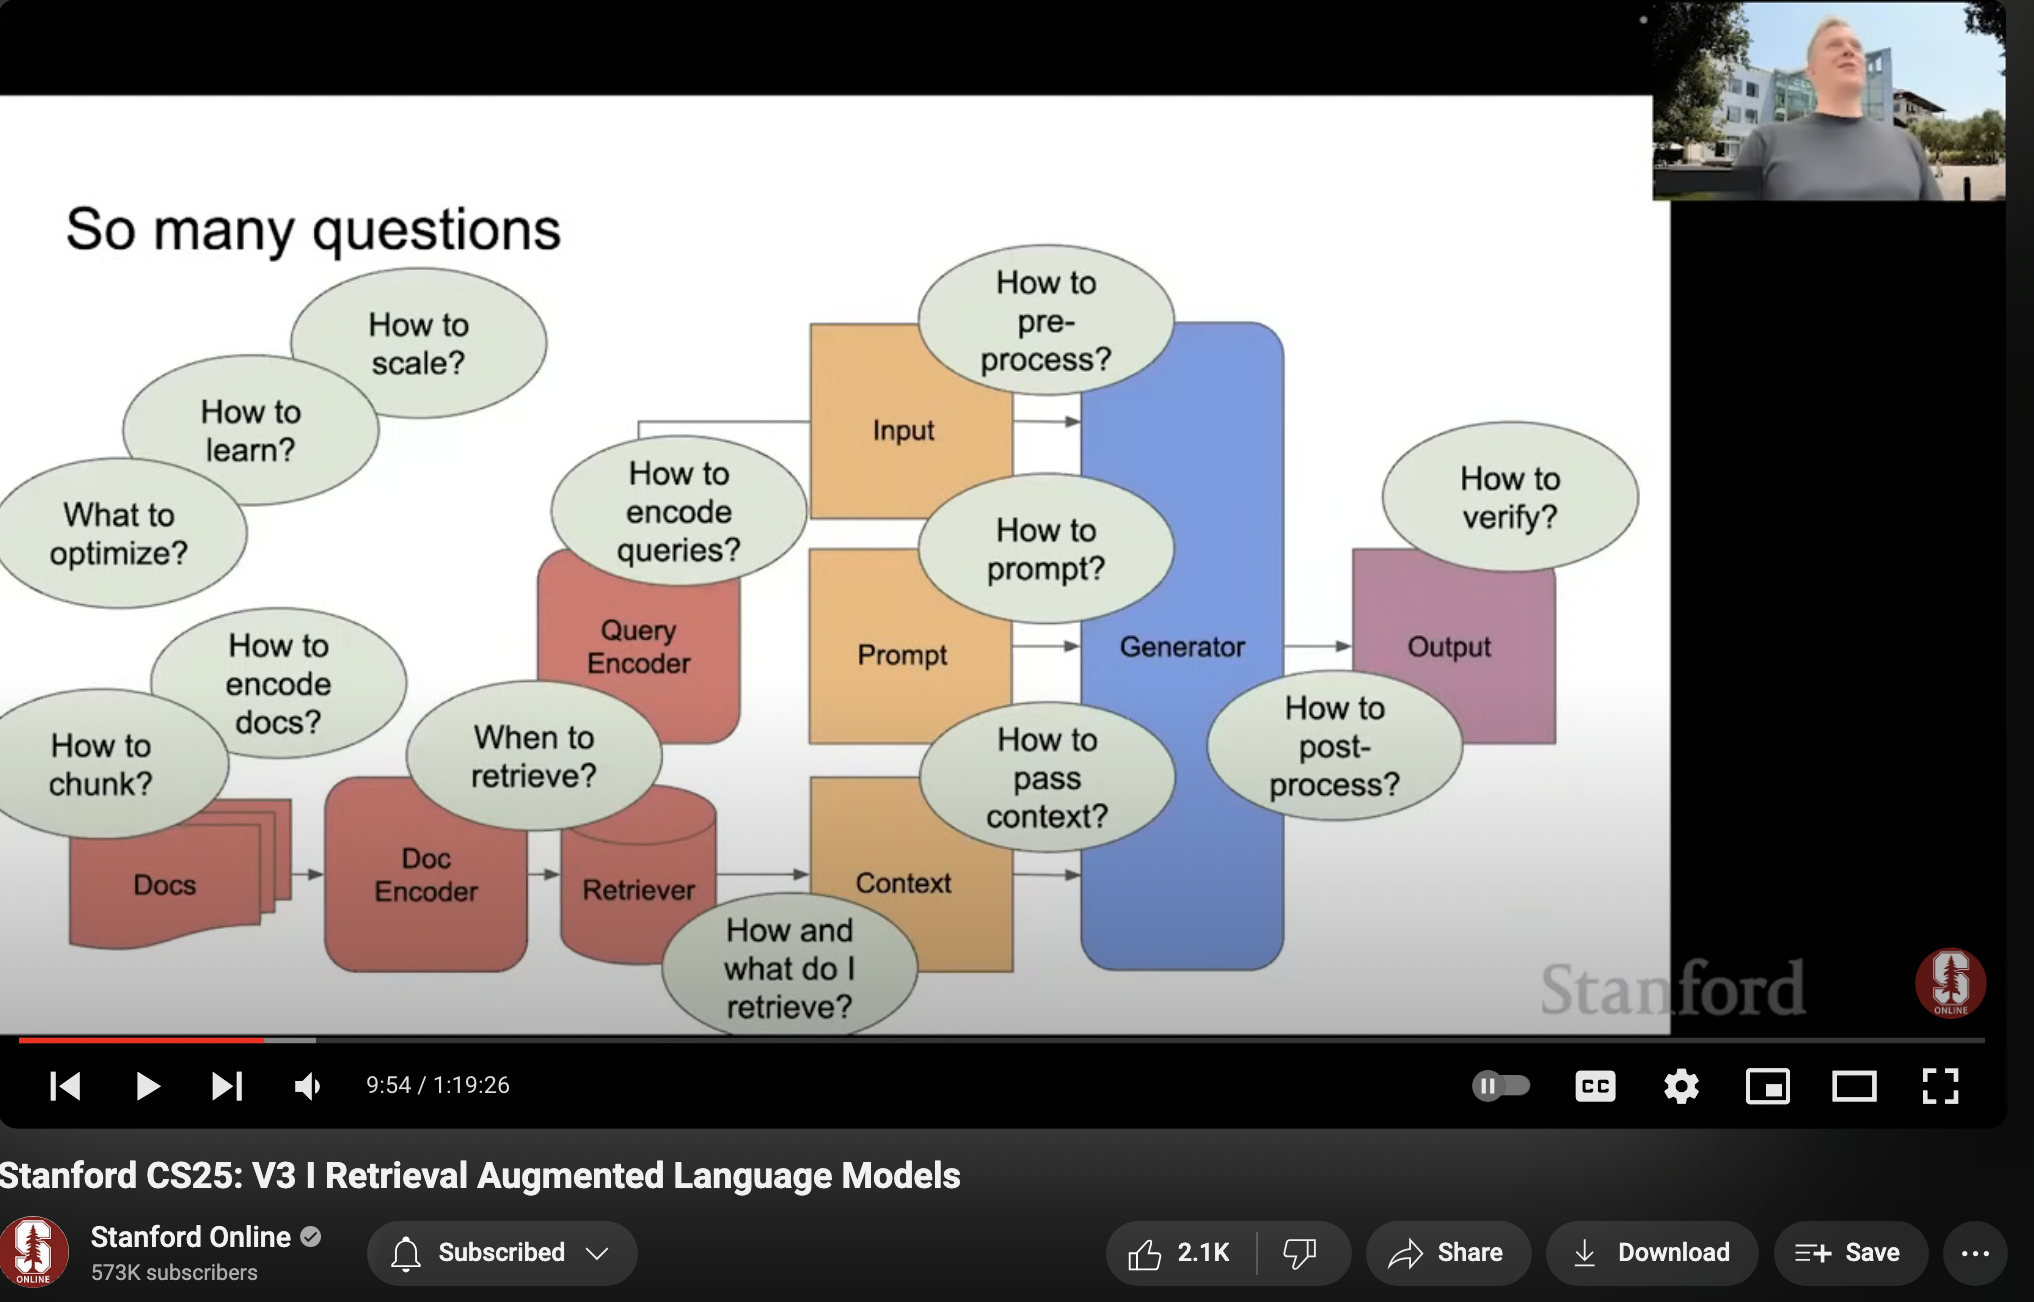 So many questions
How to
scale?
How to
learn?
What to
optimize?
How to
encode
docs?
How to
chunk?
Docs
Doc
Encoder
When to
retrieve?
Retriever
How and
what do I
retrieve?
Query
Encoder
How to
encode
queries?
Input
How to
pre-
process?
Prompt
How to
prompt?
Context
How to
pass
context?
Generator
Output
How to
verify?
How to
post-
process?
Stanford
S
ONLINE
9:54 / 1:19:26
CC
Stanford CS25: V3 I Retrieval Augmented Language Models
S
ONLINE
Stanford Online
573K subscribers
Subscribed
2.1K
Share
Download
Save